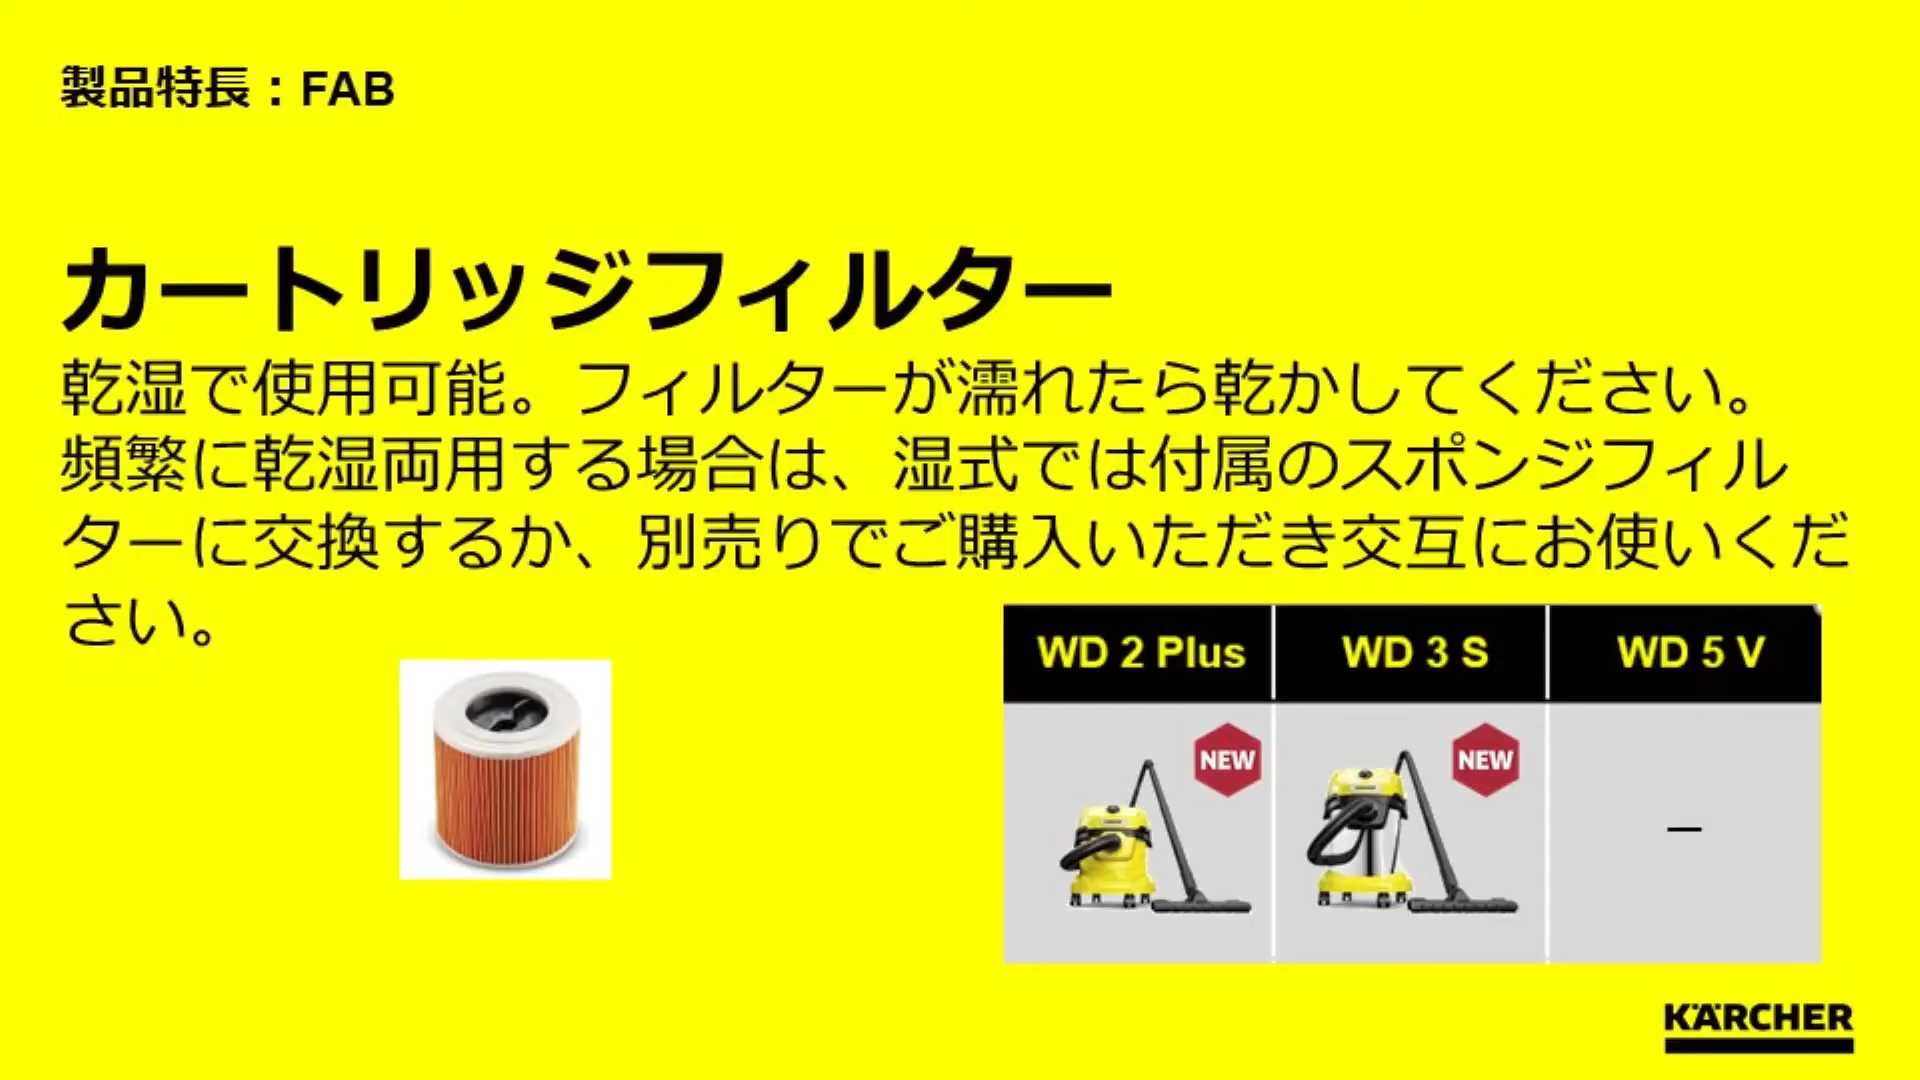 製品特長：FAB
カートリッジフィルター
乾湿で使用可能。フィルターが濡れたら乾かしてください。
頻繁に乾湿両用する場合は、湿式では付属のスポンジフィル
ターに交換するか、別売りでご購入いただき交互にお使いくだ
さい。
WD 2 Plus WD 3 S WD 5 V
NEW NEW –
KÄRCHER